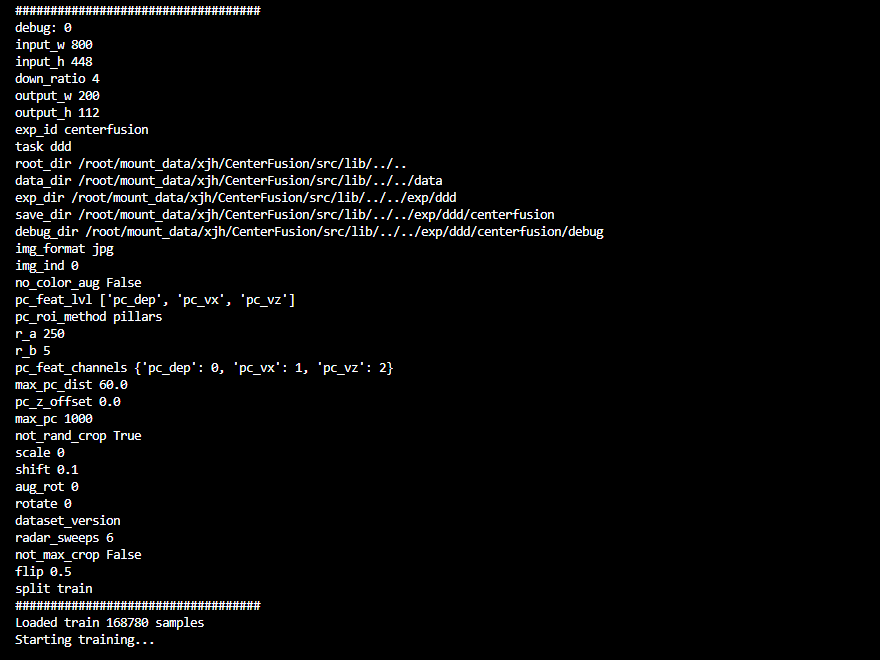 ###################################
debug: 0
input_w 800
input_h 448
down_ratio 4
output_w 200
output_h 112
exp_id centerfusion
task ddd
root_dir /root/mount_data/xjh/CenterFusion/src/lib/../..
data_dir /root/mount_data/xjh/CenterFusion/src/lib/../../data
exp_dir /root/mount_data/xjh/CenterFusion/src/lib/../../exp/ddd
save_dir /root/mount_data/xjh/CenterFusion/src/lib/../../exp/ddd/centerfusion
debug_dir /root/mount_data/xjh/CenterFusion/src/lib/../../exp/ddd/centerfusion/debug
img_format jpg
img_ind 0
no_color_aug False
pc_feat_lvl ['pc_dep', 'pc_vx', 'pc_vz']
pc_roi_method pillars
r_a 250
r_b 5
pc_feat_channels {'pc_dep': 0, 'pc_vx': 1, 'pc_vz': 2}
max_pc_dist 60.0
pc_z_offset 0.0
max_pc 1000
not_rand_crop True
scale 0
shift 0.1
aug_rot 0
rotate 0
dataset_version
radar_sweeps 6
not_max_crop False
flip 0.5
split train
###################################
Loaded train 168780 samples
Starting training...